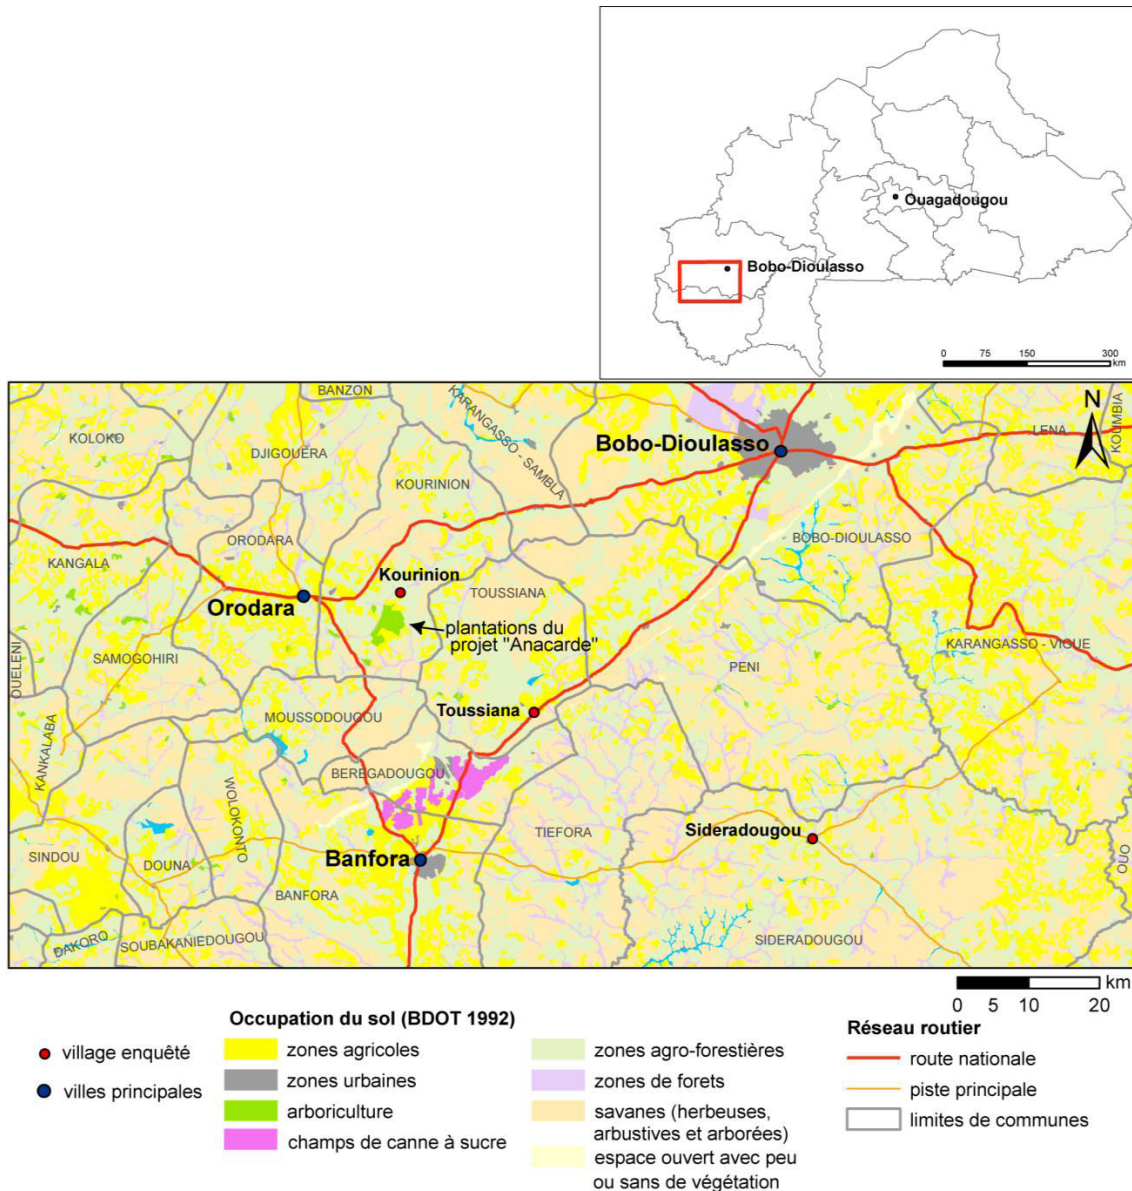 Ouagadougou
Bobo-Dioulasso
0 75 150 300
km
BANZON
KARANGASSO - SAMBLA
KOLOKO
DJIGOUERA
KOURINION
Bobo-Dioulasso
LENA
KOUMBIA
N
ORODARA
BOBO-DIOULASSO
KANGALA
Kourinion
TOUSSIANA
Orodara
plantations du
projet "Anacarde"
KARANGASSO - VIGUE
OUELENI
SAMOGOHIRI
PENI
MOUSSODOUGOU
Toussiana
KANKALABA
BEREGADOUGOU
WOLOKONTO
TIEFORA
Sideradougou
SINDOU
DOUNA
Banfora
OUO
BANFORA
DAKORO
SOUBAKANIEDOUGOU
SIDERADOUGOU
km
0 5 10 20
Occupation du sol (BDOT 1992)
village enquêté
villes principales
zones agricoles
zones urbaines
arboriculture
champs de canne à sucre
zones agro-forestières
zones de forets
savanes (herbeuses,
arbustives et arborées)
espace ouvert avec peu
ou sans de végétation
Réseau routier
route nationale
piste principale
limites de communes